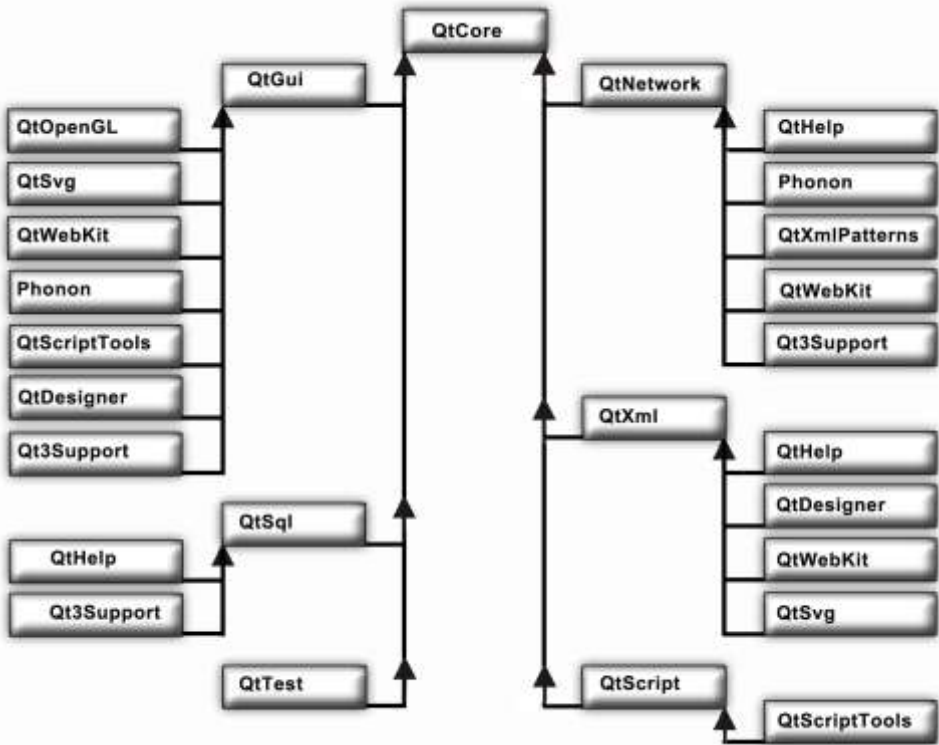 QtCore
QtGui
QtOpenGL
QtSvg
QtWebKit
Phonon
QtScriptTools
QtDesigner
Qt3Support
QtSql
QtHelp
Qt3Support
QtTest
QtNetwork
QtHelp
Phonon
QtXmlPatterns
QtWebKit
Qt3Support
QtXml
QtHelp
QtDesigner
QtWebKit
QtSvg
QtScript
QtScriptTools